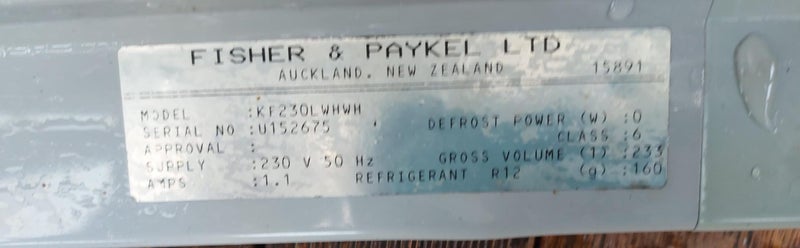 FISHER & PAYKEL LTD
AUCKLAND, NEW ZEALAND 15891
MODEL :KF230LWHWH
SERIAL NO :U152675 DEFROST POWER (W) :0
APPROVAL : CLASS :6
SUPPLY :230 V 50 Hz GROSS VOLUME (l) :233
AMPS :1.1 REFRIGERANT R12 (g) :160